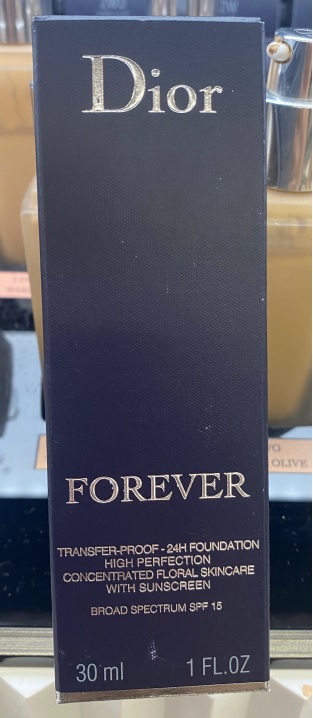 Dior
FOREVER
TRANSFER-PROOF - 24H FOUNDATION
HIGH PERFECTION
CONCENTRATED FLORAL SKINCARE
WITH SUNSCREEN
BROAD SPECTRUM SPF 15
30 ml 1 FL.OZ
OLIVE